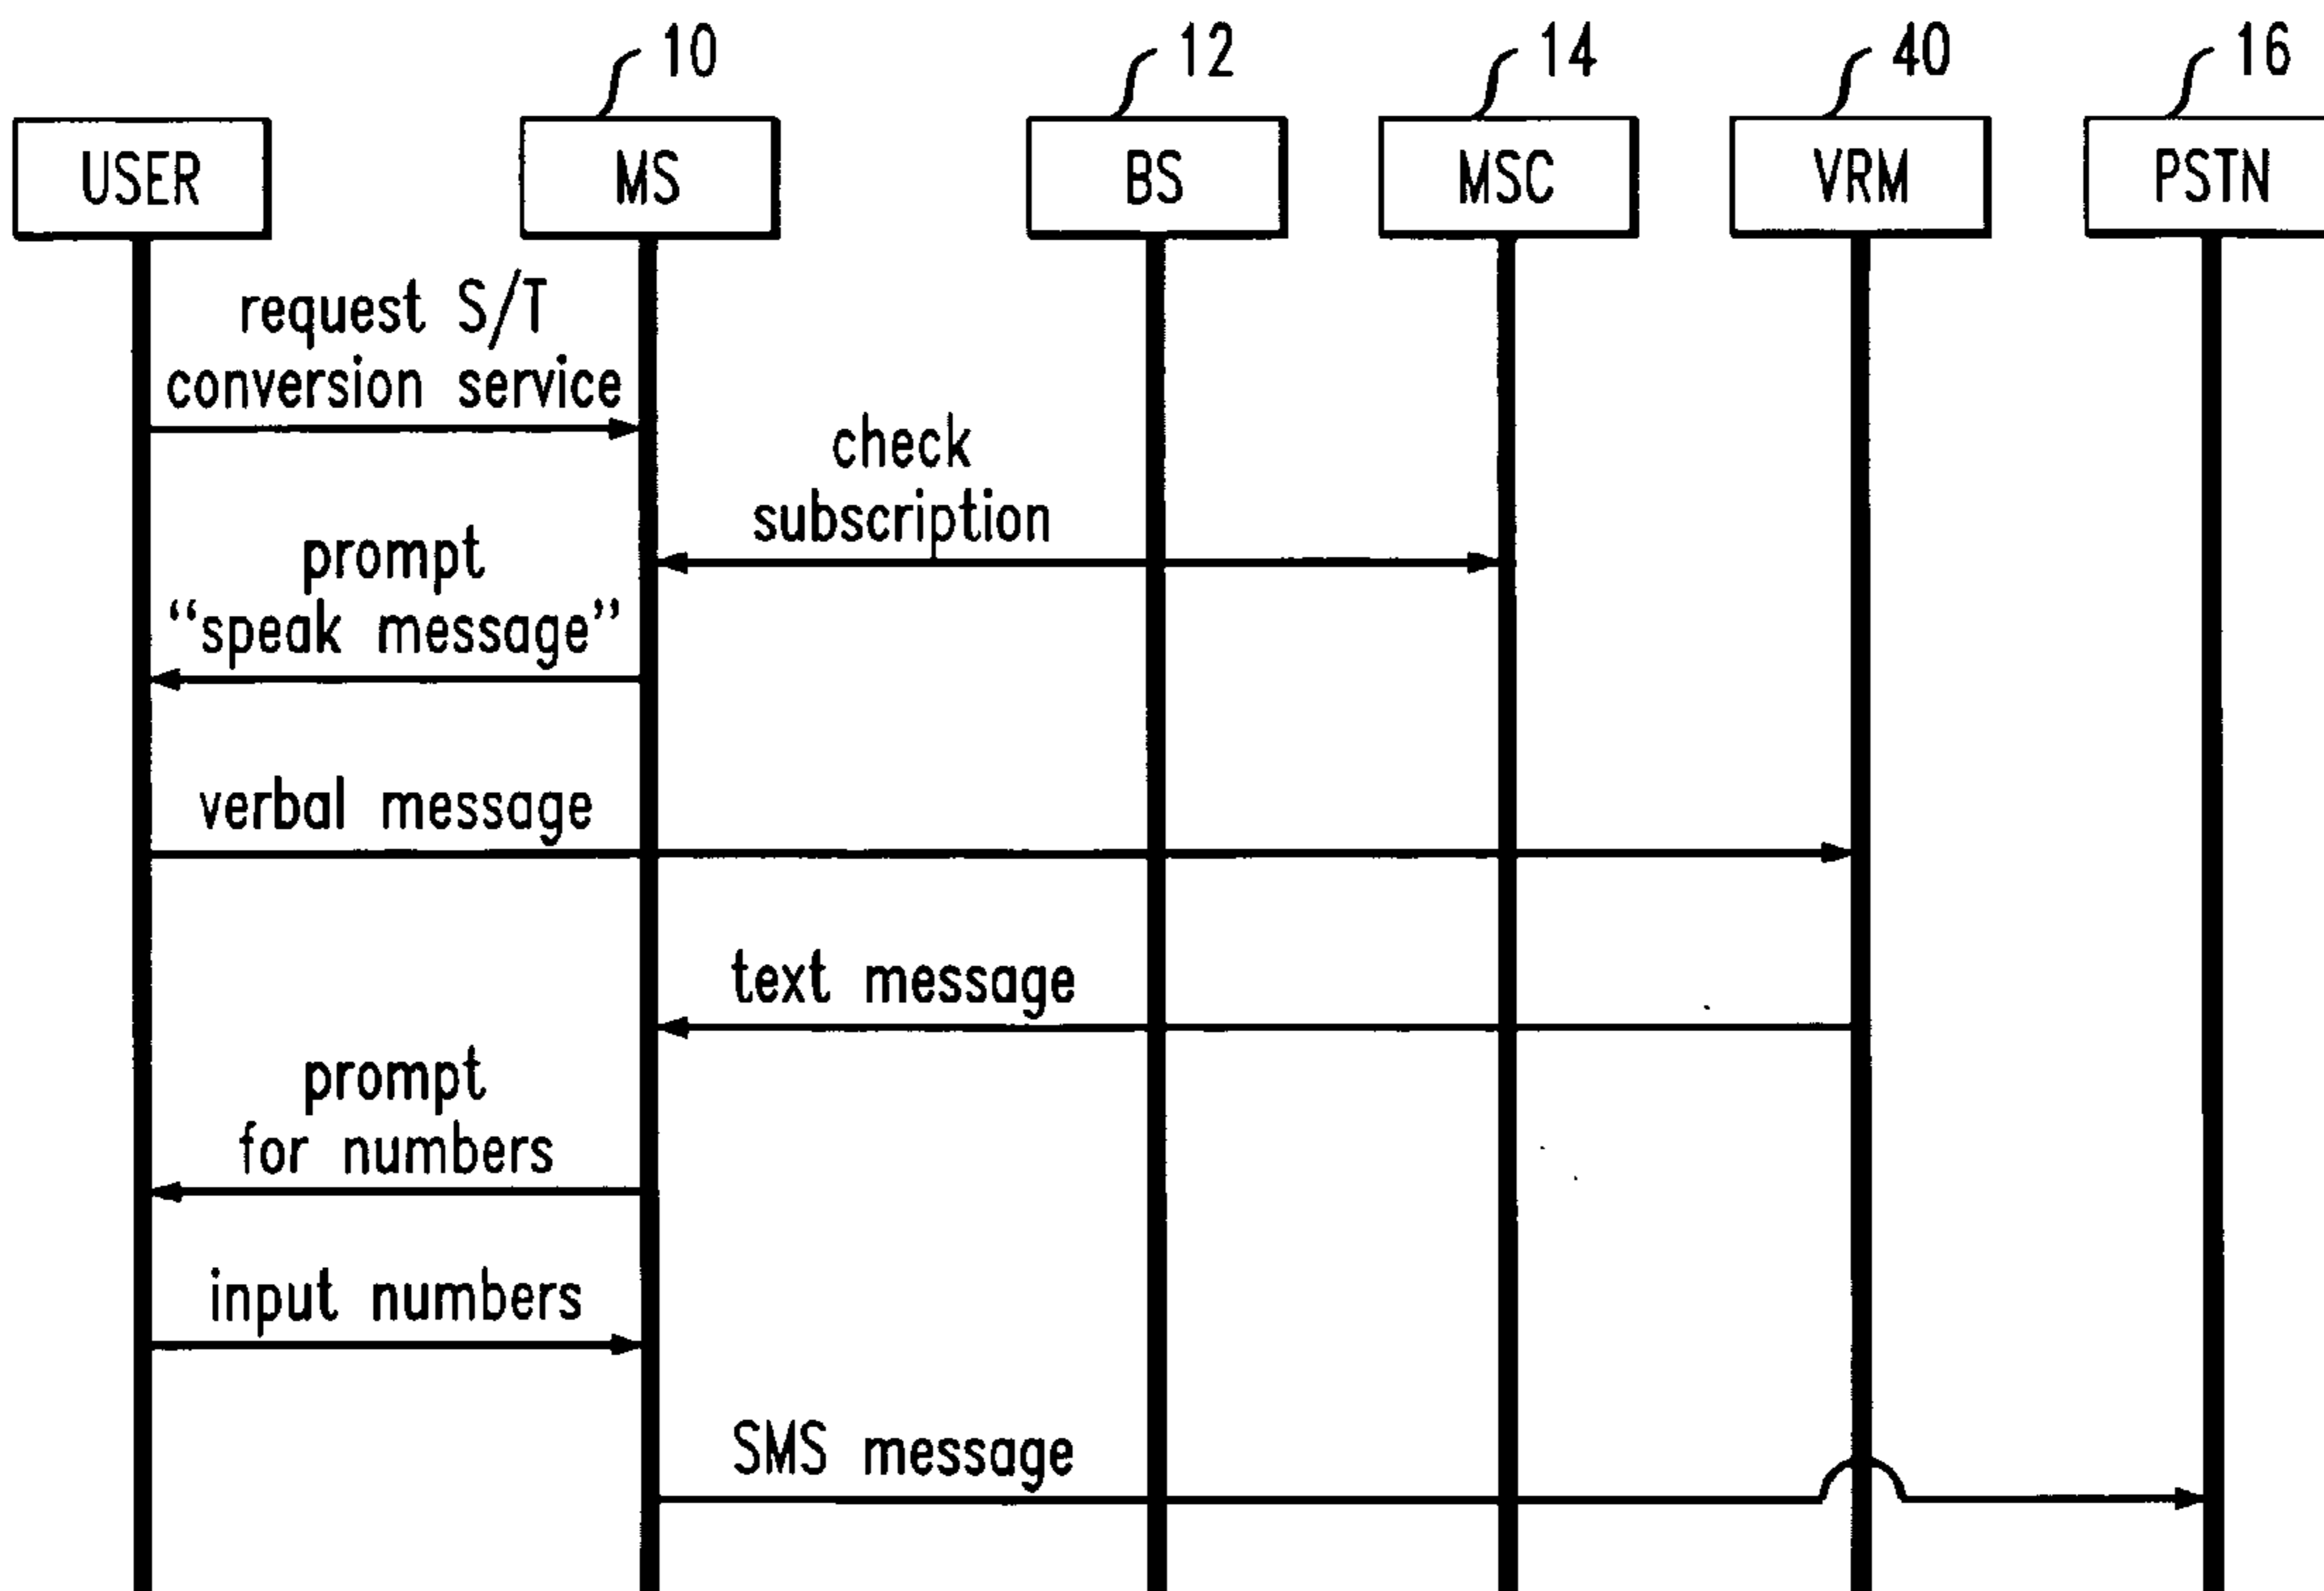 10 12 14 40 16
USER MS BS MSC VRM PSTN
request S/T
conversion service
check
subscription
prompt
“speak message”
verbal message
text message
prompt
for numbers
input numbers
SMS message